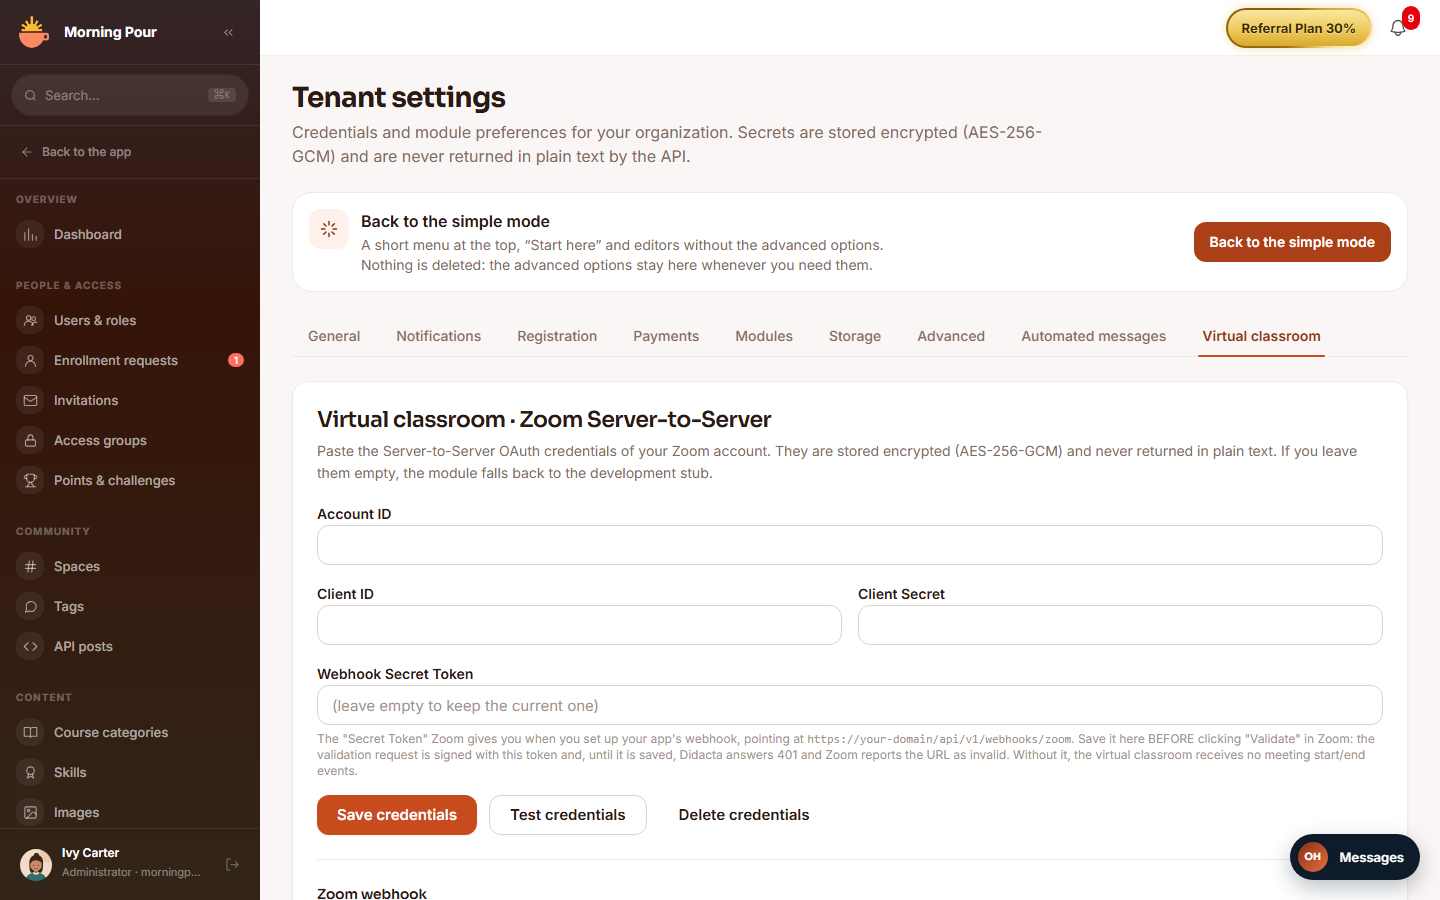 Morning Pour
Search...
⌘K
Back to the app
OVERVIEW
Dashboard
PEOPLE & ACCESS
Users & roles
Enrollment requests
1
Invitations
Access groups
Points & challenges
COMMUNITY
Spaces
Tags
API posts
CONTENT
Course categories
Skills
Images
Ivy Carter
Administrator · morningp...
Referral Plan 30%
9
Tenant settings
Credentials and module preferences for your organization. Secrets are stored encrypted (AES-256-
GCM) and are never returned in plain text by the API.
Back to the simple mode
A short menu at the top, “Start here” and editors without the advanced options.
Nothing is deleted: the advanced options stay here whenever you need them.
Back to the simple mode
General
Notifications
Registration
Payments
Modules
Storage
Advanced
Automated messages
Virtual classroom
Virtual classroom · Zoom Server-to-Server
Paste the Server-to-Server OAuth credentials of your Zoom account. They are stored encrypted (AES-256-GCM) and never returned in plain text. If you leave
them empty, the module falls back to the development stub.
Account ID
Client ID
Client Secret
Webhook Secret Token
(leave empty to keep the current one)
The "Secret Token" Zoom gives you when you set up your app's webhook, pointing at https://your-domain/api/v1/webhooks/zoom. Save it here BEFORE clicking "Validate" in Zoom: the
validation request is signed with this token and, until it is saved, Didacta answers 401 and Zoom reports the URL as invalid. Without it, the virtual classroom receives no meeting start/end
events.
Save credentials
Test credentials
Delete credentials
Zoom webhook
OH
Messages